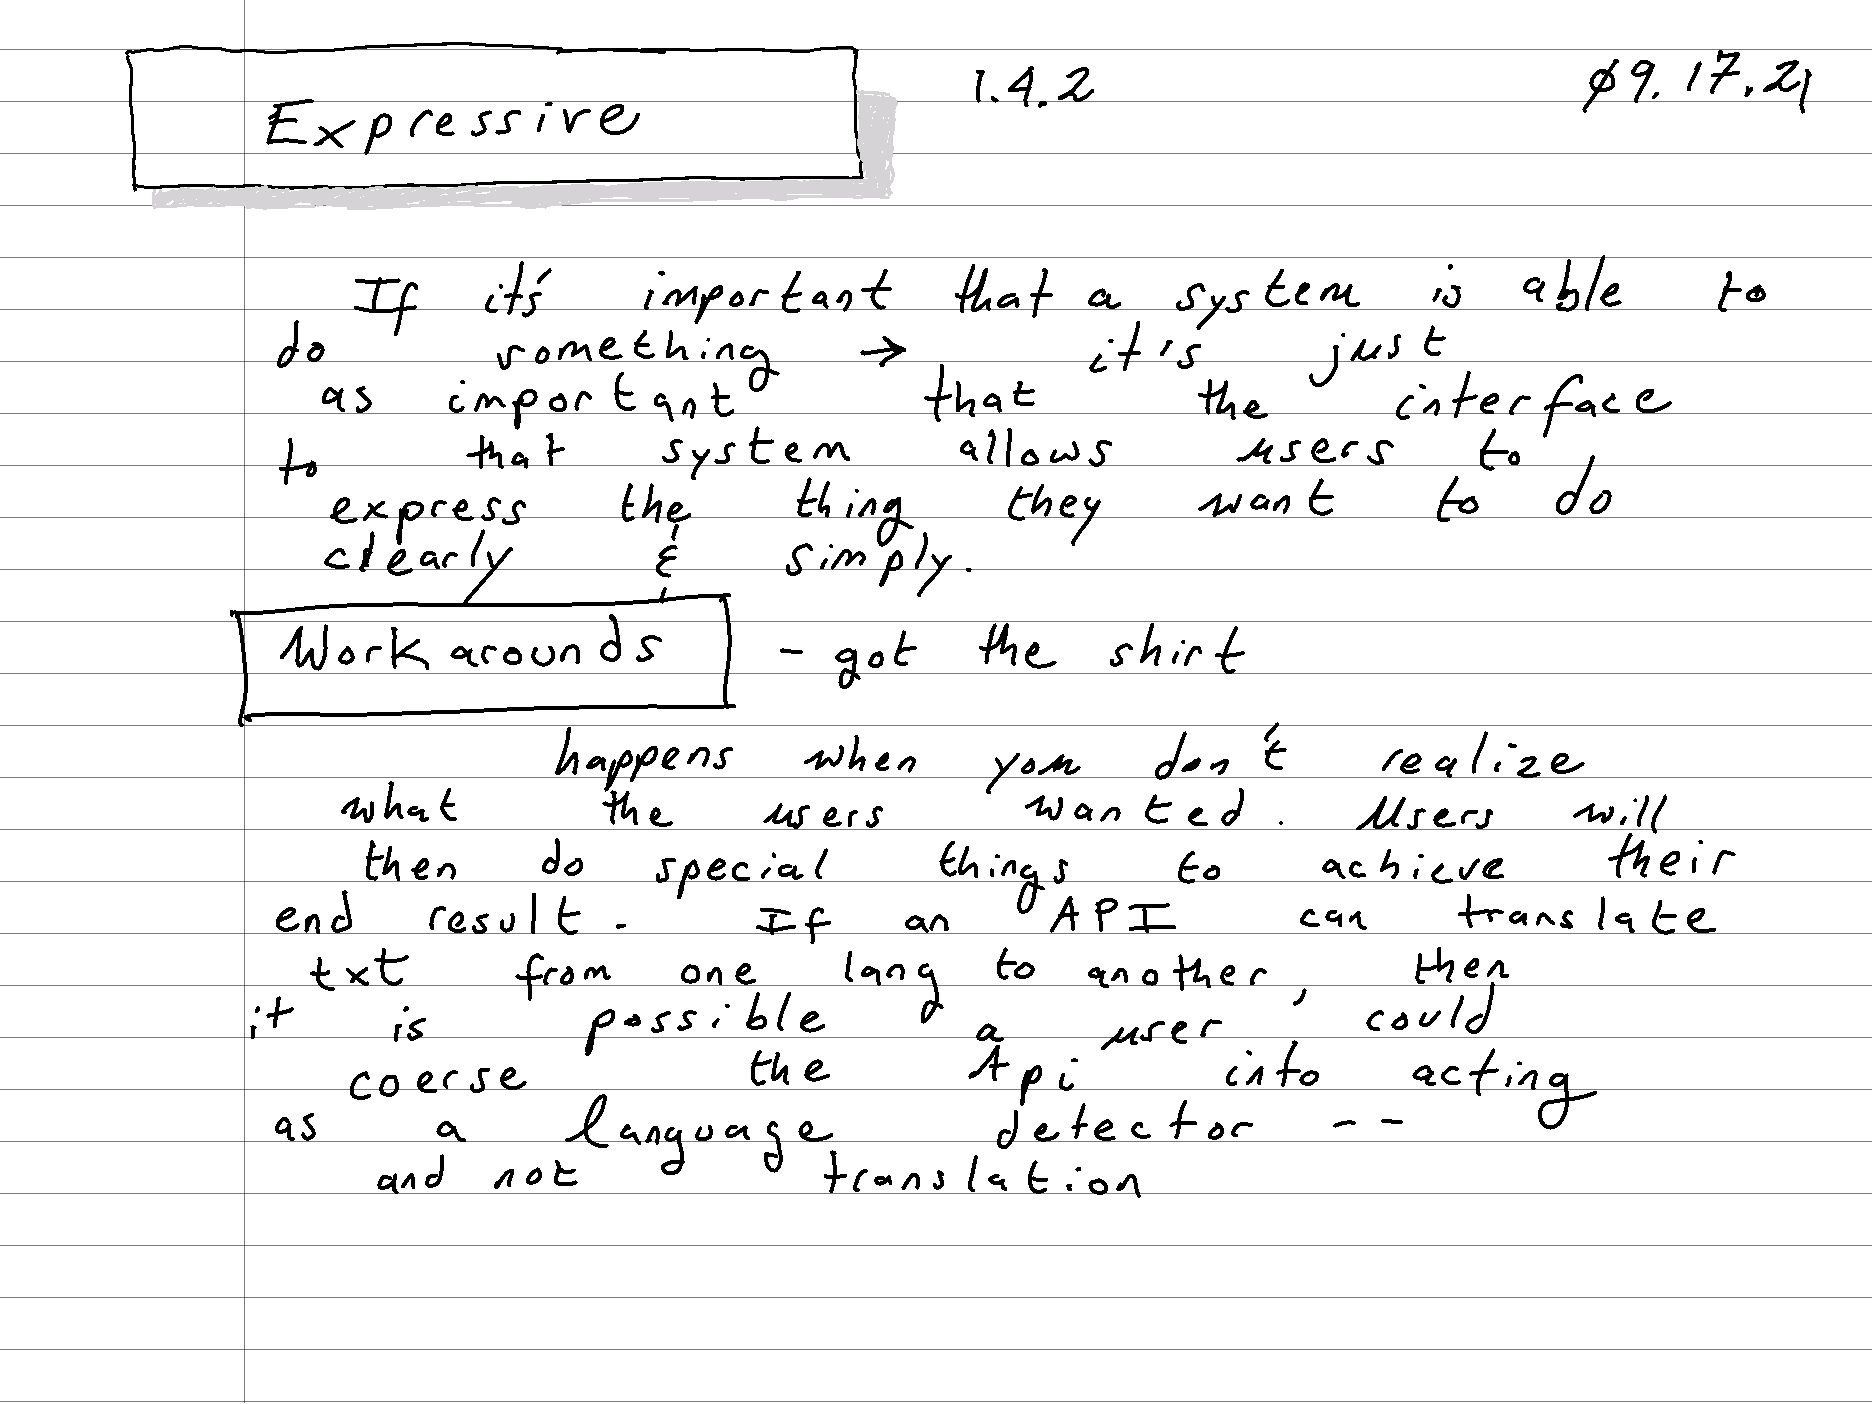 Expressive 1.4.2 ø9.17.21
If it's important that a system is able to
do something → it's just
as important that the interface
to that system allows users to
express the thing they want to do
clearly & simply.
Workarounds - got the shirt
happens when you don't realize
what the users wanted. Users will
then do special things to achieve their
end result. If an API can translate
txt from one lang to another, then
it is possible a user could
coerse the Api into acting
as a language detector --
and not translation